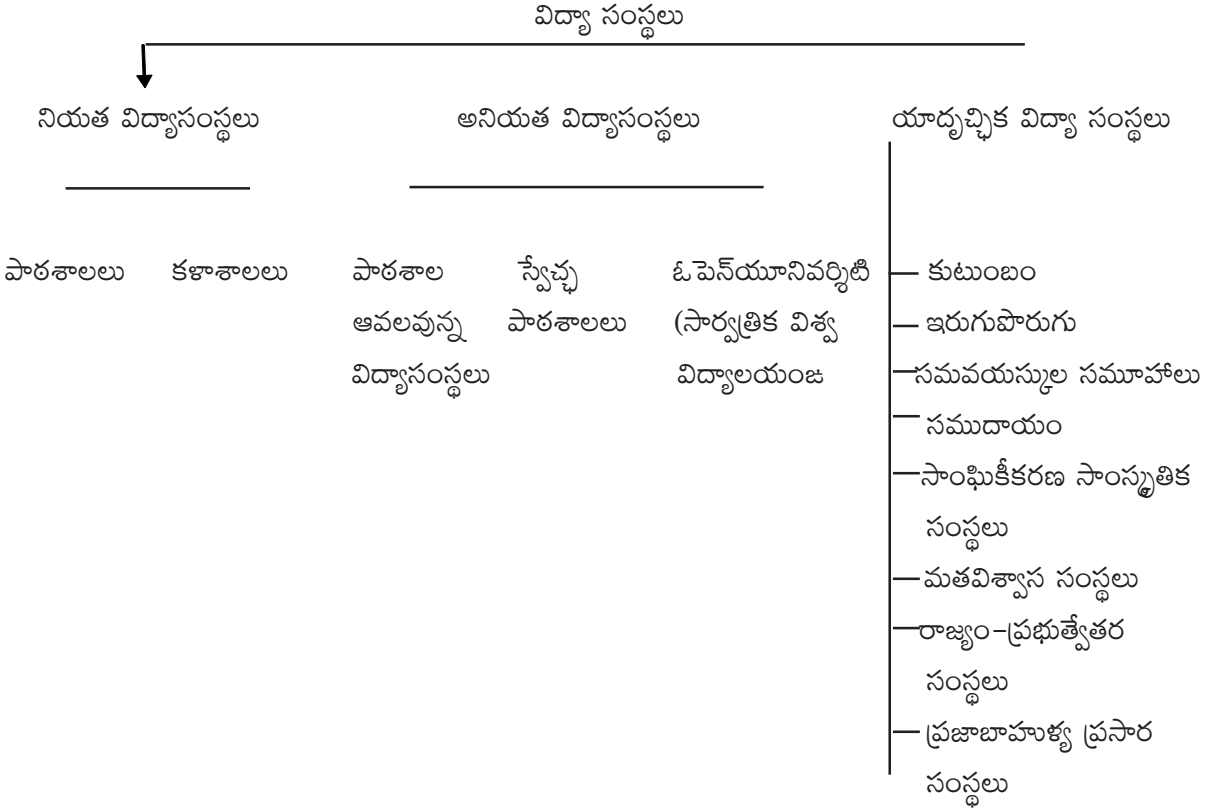 విద్యా సంస్థలు
నియత విద్యాసంస్థలు
అనియత విద్యాసంస్థలు
యాదృచ్ఛిక విద్యా సంస్థలు
పాఠశాలలు
కళాశాలలు
పాఠశాల
ఆవలవున్న
విద్యాసంస్థలు
స్వేచ్ఛ
పాఠశాలలు
ఓపెన్‌యూనివర్శిటి
(సార్వత్రిక విశ్వ
విద్యాలయంఙ
కుటుంబం
ఇరుగుపొరుగు
సమవయస్కుల సమూహాలు
సముదాయం
సాంఘికీకరణ సాంస్కృతిక
సంస్థలు
మతవిశ్వాస సంస్థలు
రాజ్యం-ప్రభుత్వేతర
సంస్థలు
ప్రజాబాహుళ్య ప్రసార
సంస్థలు